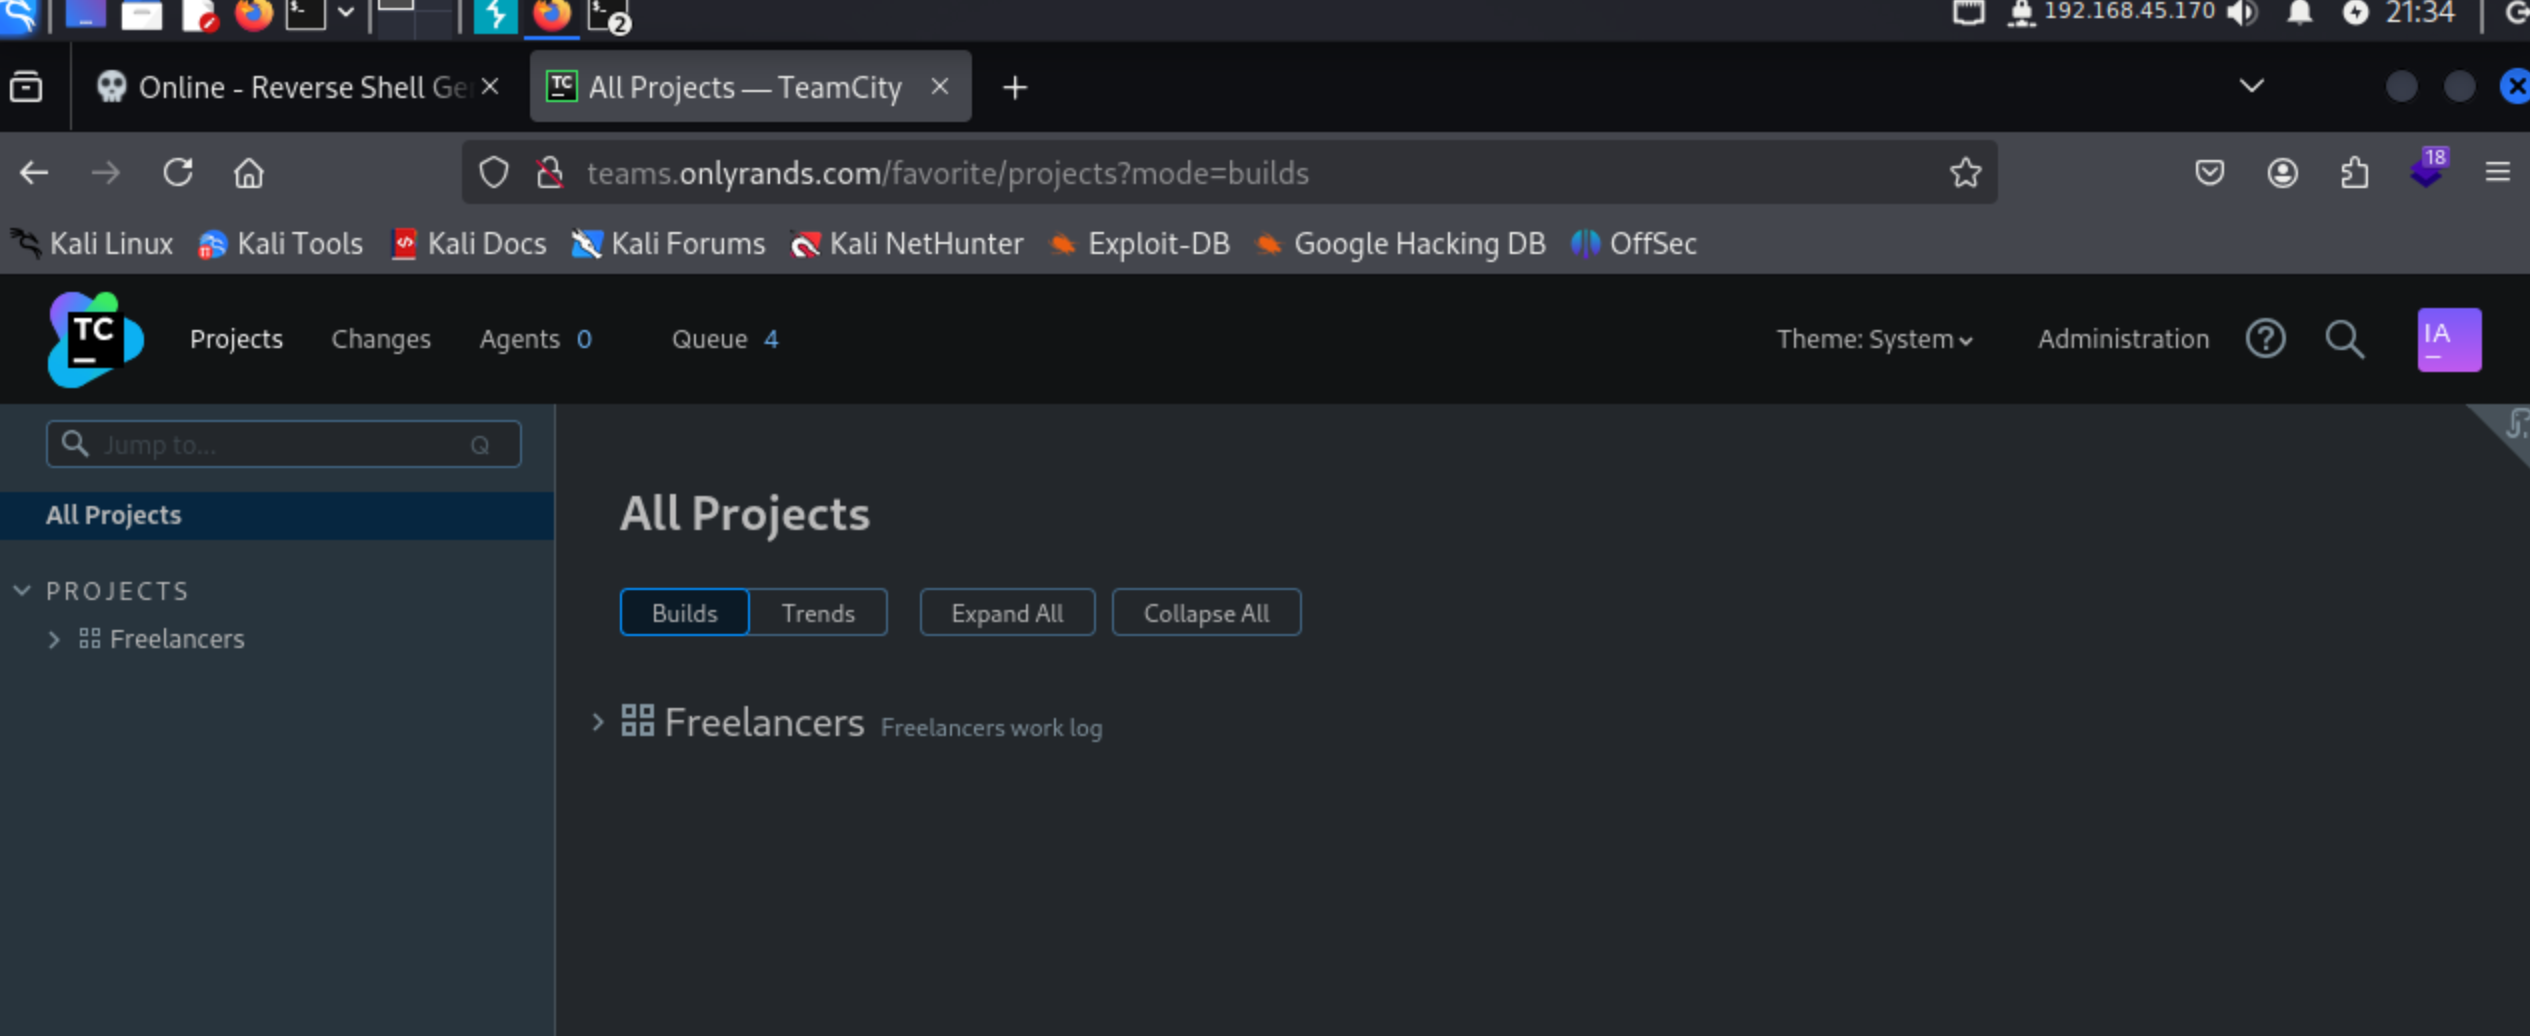 2 192.168.45.170 21:34
Online - Reverse Shell Ge All Projects — TeamCity
teams.onlyrands.com/favorite/projects?mode=builds 18
Kali Linux Kali Tools Kali Docs Kali Forums Kali NetHunter Exploit-DB Google Hacking DB OffSec
TC Projects Changes Agents 0 Queue 4 Theme: System Administration ? IA
Jump to... Q
All Projects
All Projects
PROJECTS
Builds Trends Expand All Collapse All
Freelancers
Freelancers Freelancers work log